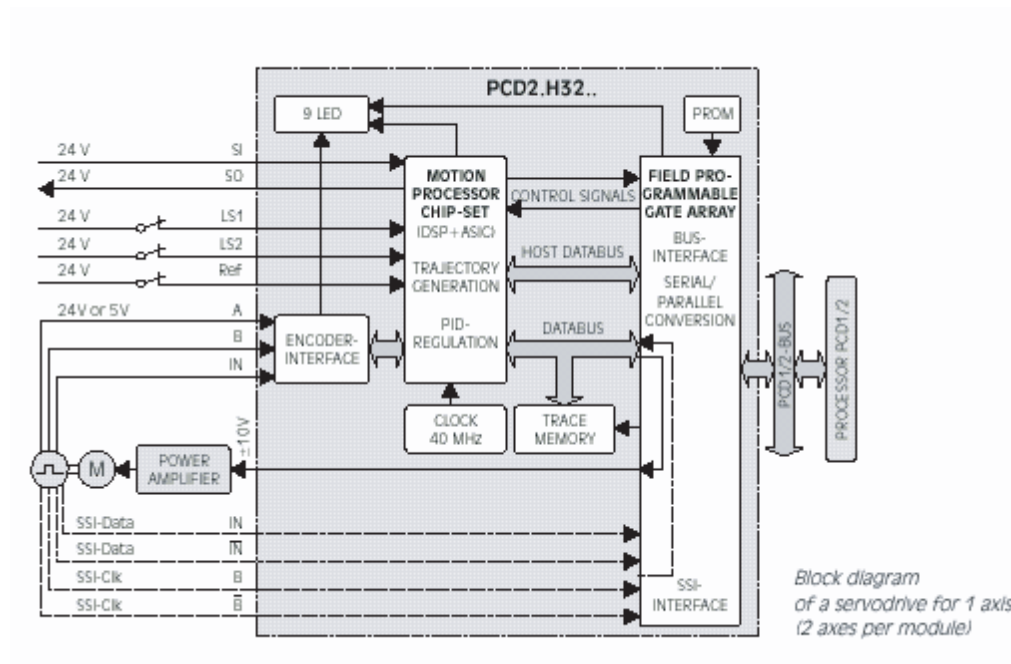 PCD2.H32..
9 LED
PROM
24 V SI
24 V SO
24 V LS1
24 V LS2
24 V Ref
24V or 5V A
B
IN
MOTION
PROCESSOR
CHIP-SET
(DSP+ASIC)
TRAJECTORY
GENERATION
PID-
REGULATION
CONTROL SIGNALS
HOST DATABUS
DATABUS
FIELD PRO-
GRAMMABLE
GATE ARRAY
BUS-
INTERFACE
SERIAL/
PARALLEL
CONVERSION
ENCODER-
INTERFACE
CLOCK
40 MHz
TRACE
MEMORY
PCD1/2-BUS
PROCESSOR PCD1/2
±10V
M
POWER
AMPLIFIER
SSI-Data IN
SSI-Data I̅N̅
SSI-Clk B
SSI-Clk B̅
SSI-
INTERFACE
Block diagram
of a servodrive for 1 axis
(2 axes per module)